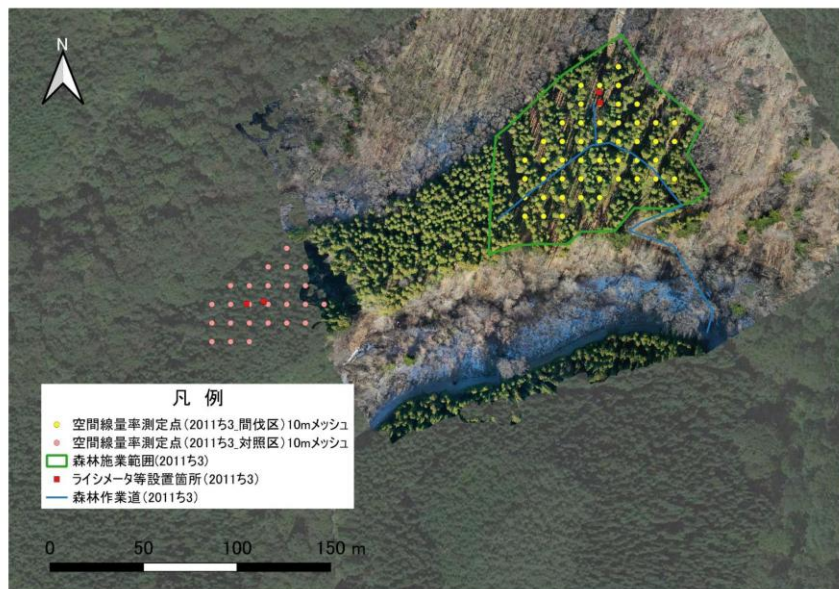 N
凡 例
空間線量率測定点(2011ち3_間伐区)10mメッシュ
空間線量率測定点(2011ち3_対照区)10mメッシュ
森林施業範囲(2011ち3)
ライシメータ等設置箇所(2011ち3)
森林作業道(2011ち3)
0 50 100 150 m